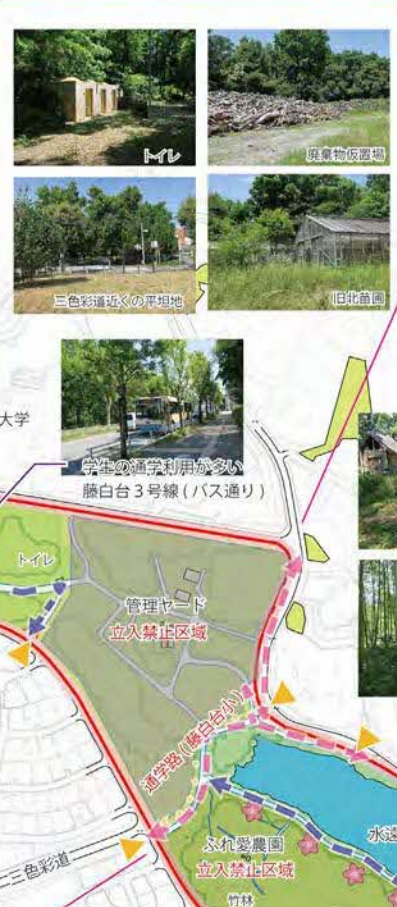 トイレ
廃棄物仮置場
三色彩道近くの平坦地
旧北苗圃
大学
学生の通学利用が多い
藤白台3号線(バス通り)
トイレ
管理ヤード
立入禁止区域
通学路(藤白台小)
水遠
ふれ愛農園
立入禁止区域
三色彩道
竹林